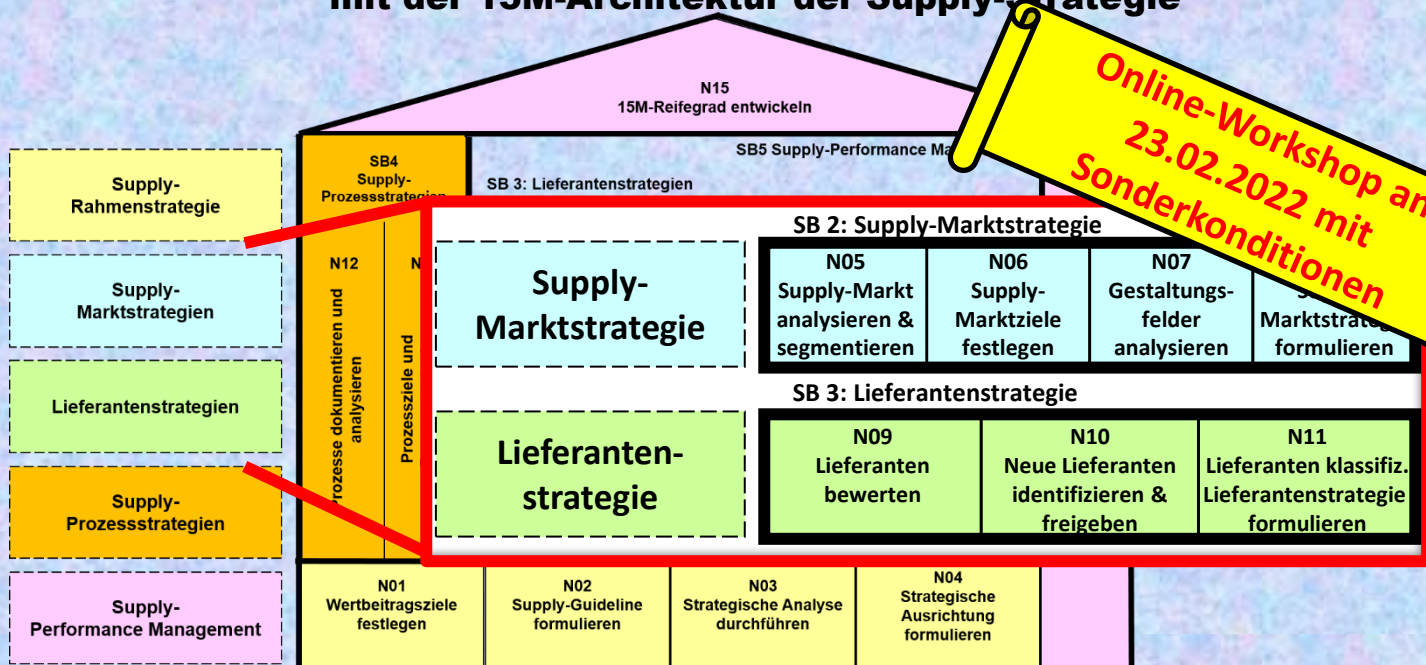 mit der 15M-Architektur der Supply-Strategie
N15
15M-Reifegrad entwickeln
Online-Workshop am
23.02.2022 mit
Sonderkonditionen
SB4
Supply-
Prozessstrategien
SB5 Supply-Performance
SB 3: Lieferantenstrategien
Supply-
Rahmenstrategie
Supply-
Marktstrategien
Lieferantenstrategien
Supply-
Prozessstrategien
Supply-
Performance Management
N12
Prozesse dokumentieren und
analysieren
Prozessziele und
SB 2: Supply-Marktstrategie
Supply-
Marktstrategie
N05
Supply-Markt
analysieren &
segmentieren
N06
Supply-
Marktziele
festlegen
N07
Gestaltungs-
felder
analysieren
Marktstrategie
formulieren
SB 3: Lieferantenstrategie
Lieferanten-
strategie
N09
Lieferanten
bewerten
N10
Neue Lieferanten
identifizieren &
freigeben
N11
Lieferanten klassifiz.
Lieferantenstrategie
formulieren
N01
Wertbeitragsziele
festlegen
N02
Supply-Guideline
formulieren
N03
Strategische Analyse
durchführen
N04
Strategische
Ausrichtung
formulieren